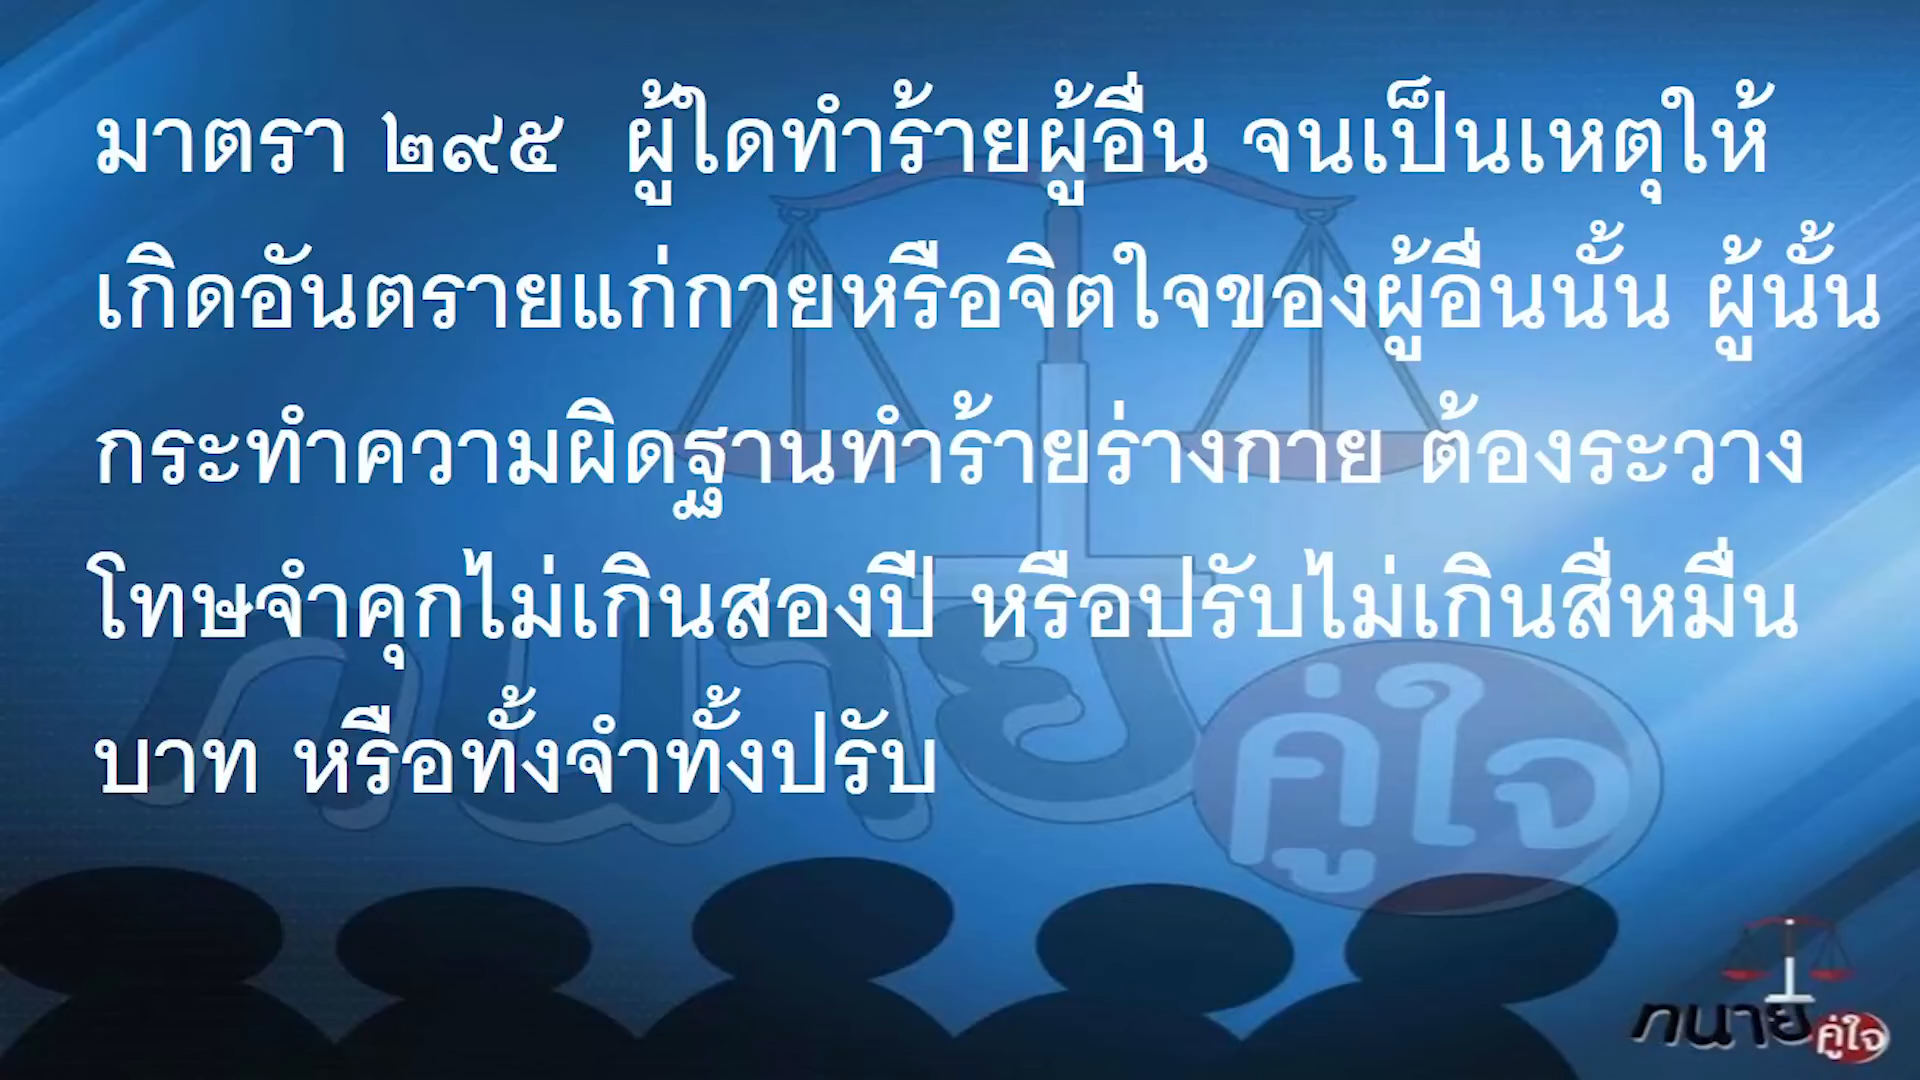 มาตรา ๒๙๕  ผู้ใดทำร้ายผู้อื่น จนเป็นเหตุให้
เกิดอันตรายแก่กายหรือจิตใจของผู้อื่นนั้น ผู้นั้น
กระทำความผิดฐานทำร้ายร่างกาย ต้องระวาง
โทษจำคุกไม่เกินสองปี หรือปรับไม่เกินสี่หมื่น
บาท หรือทั้งจำทั้งปรับ
ทนาย
คู่ใจ
ทนาย
คู่ใจ